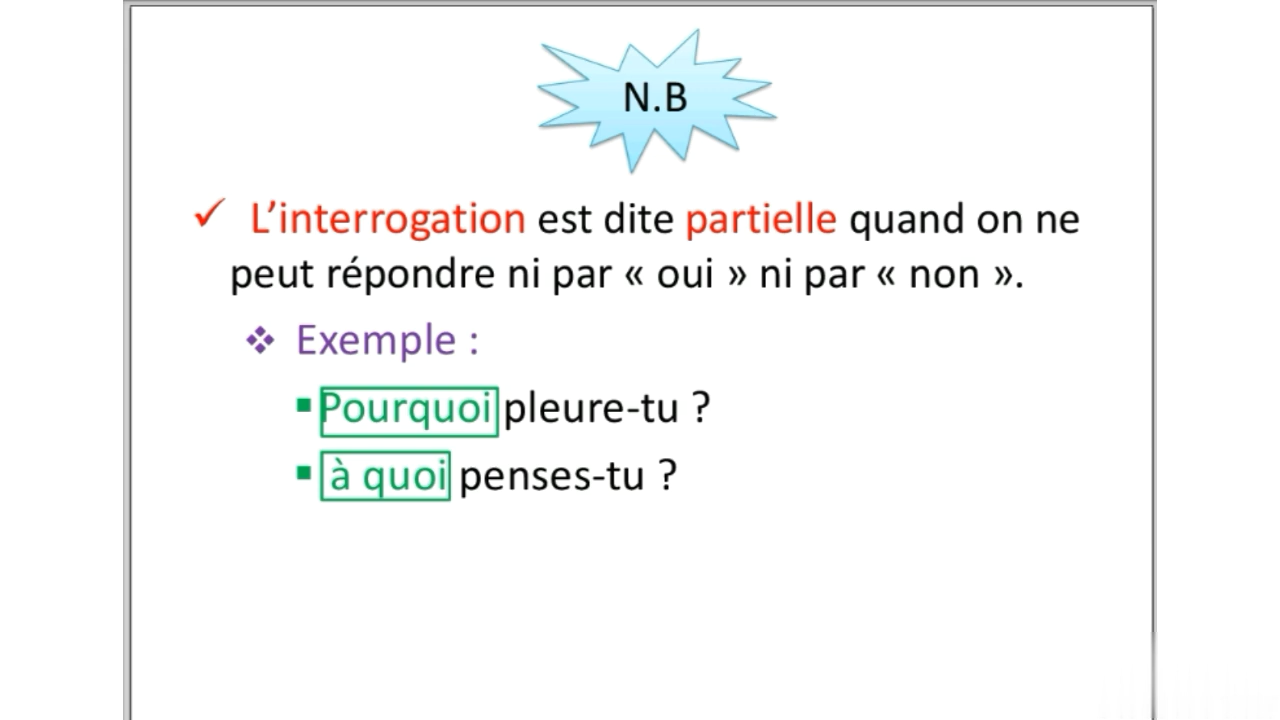 N.B
L’interrogation est dite partielle quand on ne
peut répondre ni par « oui » ni par « non ».
Exemple :
Pourquoi pleure-tu ?
à quoi penses-tu ?